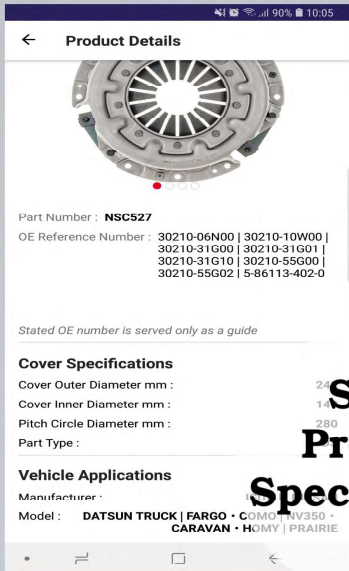 90% 10:05
Product Details
Part Number : NSC527
OE Reference Number : 30210-06N00 | 30210-10W00 |
30210-31G00 | 30210-31G01 |
30210-31G10 | 30210-55G00 |
30210-55G02 | 5-86113-402-0
Stated OE number is served only as a guide
Cover Specifications
Cover Outer Diameter mm :
Cover Inner Diameter mm :
Pitch Circle Diameter mm : 280
Part Type :
Vehicle Applications
Manufacturer :
Model : DATSUN TRUCK | FARGO • COMO | NV350 •
CARAVAN • HOMY | PRAIRIE
S
Pr
Spec